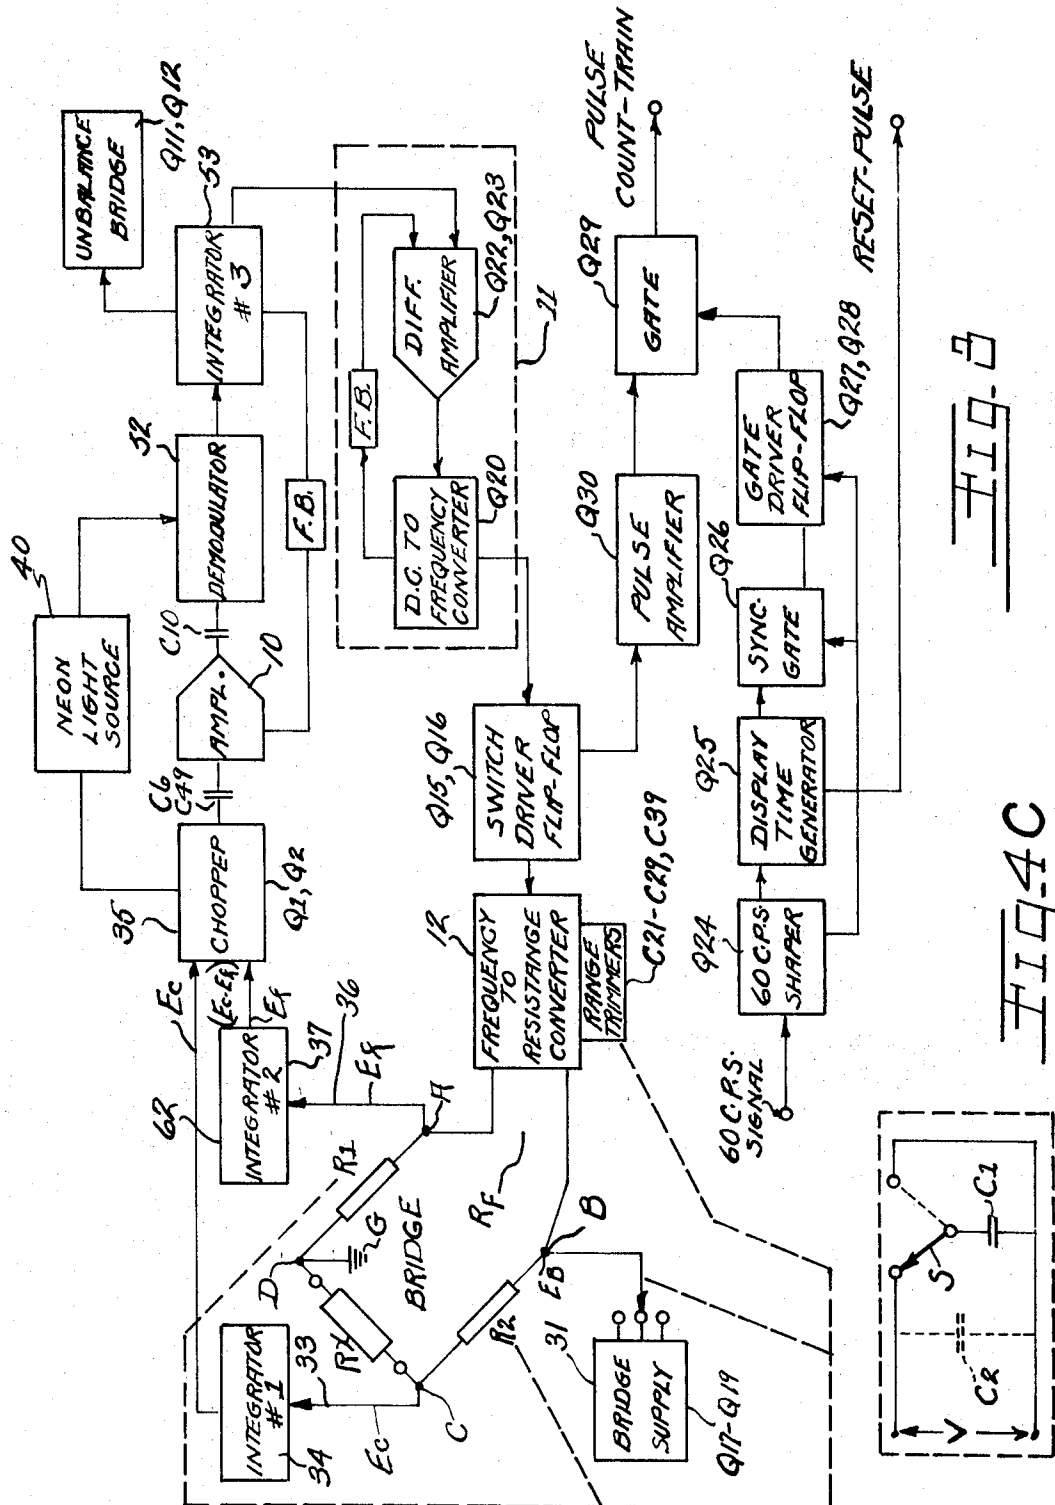 NEON
LIGHT
SOURCE
40
UNBALANCE
BRIDGE
Q11, Q12
INTEGRATOR
#1
34
33
Ec
C
INTEGRATOR
#2
62
37
36
Ef
Ec
(Ec-Ef)
Ef
CHOPPER
35
Q1, Q2
C6
C49
AMPL.
10
C10
DEMODULATOR
52
INTEGRATOR
#3
53
F.B.
F.B.
D.C. TO
FREQUENCY
CONVERTER
Q20
DIFF.
AMPLIFIER
Q22, Q23
11
D
G
RX
R1
A
BRIDGE
R2
B
EB
RF
31
BRIDGE
SUPPLY
Q17-Q19
FREQUENCY
TO
RESISTANCE
CONVERTER
12
RANGE
TRIMMERS
C21-C29, C39
SWITCH
DRIVER
FLIP-FLOP
Q15, Q16
PULSE
AMPLIFIER
Q30
GATE
Q29
PULSE
COUNT-TRAIN
60 C.P.S.
SIGNAL
60 C.P.S.
SHAPER
Q24
DISPLAY
TIME
GENERATOR
Q25
SYNC-
GATE
Q26
GATE
DRIVER
FLIP-FLOP
Q27, Q28
RESET-PULSE
FIG-3
V
CR
S
C1
FIG-4C